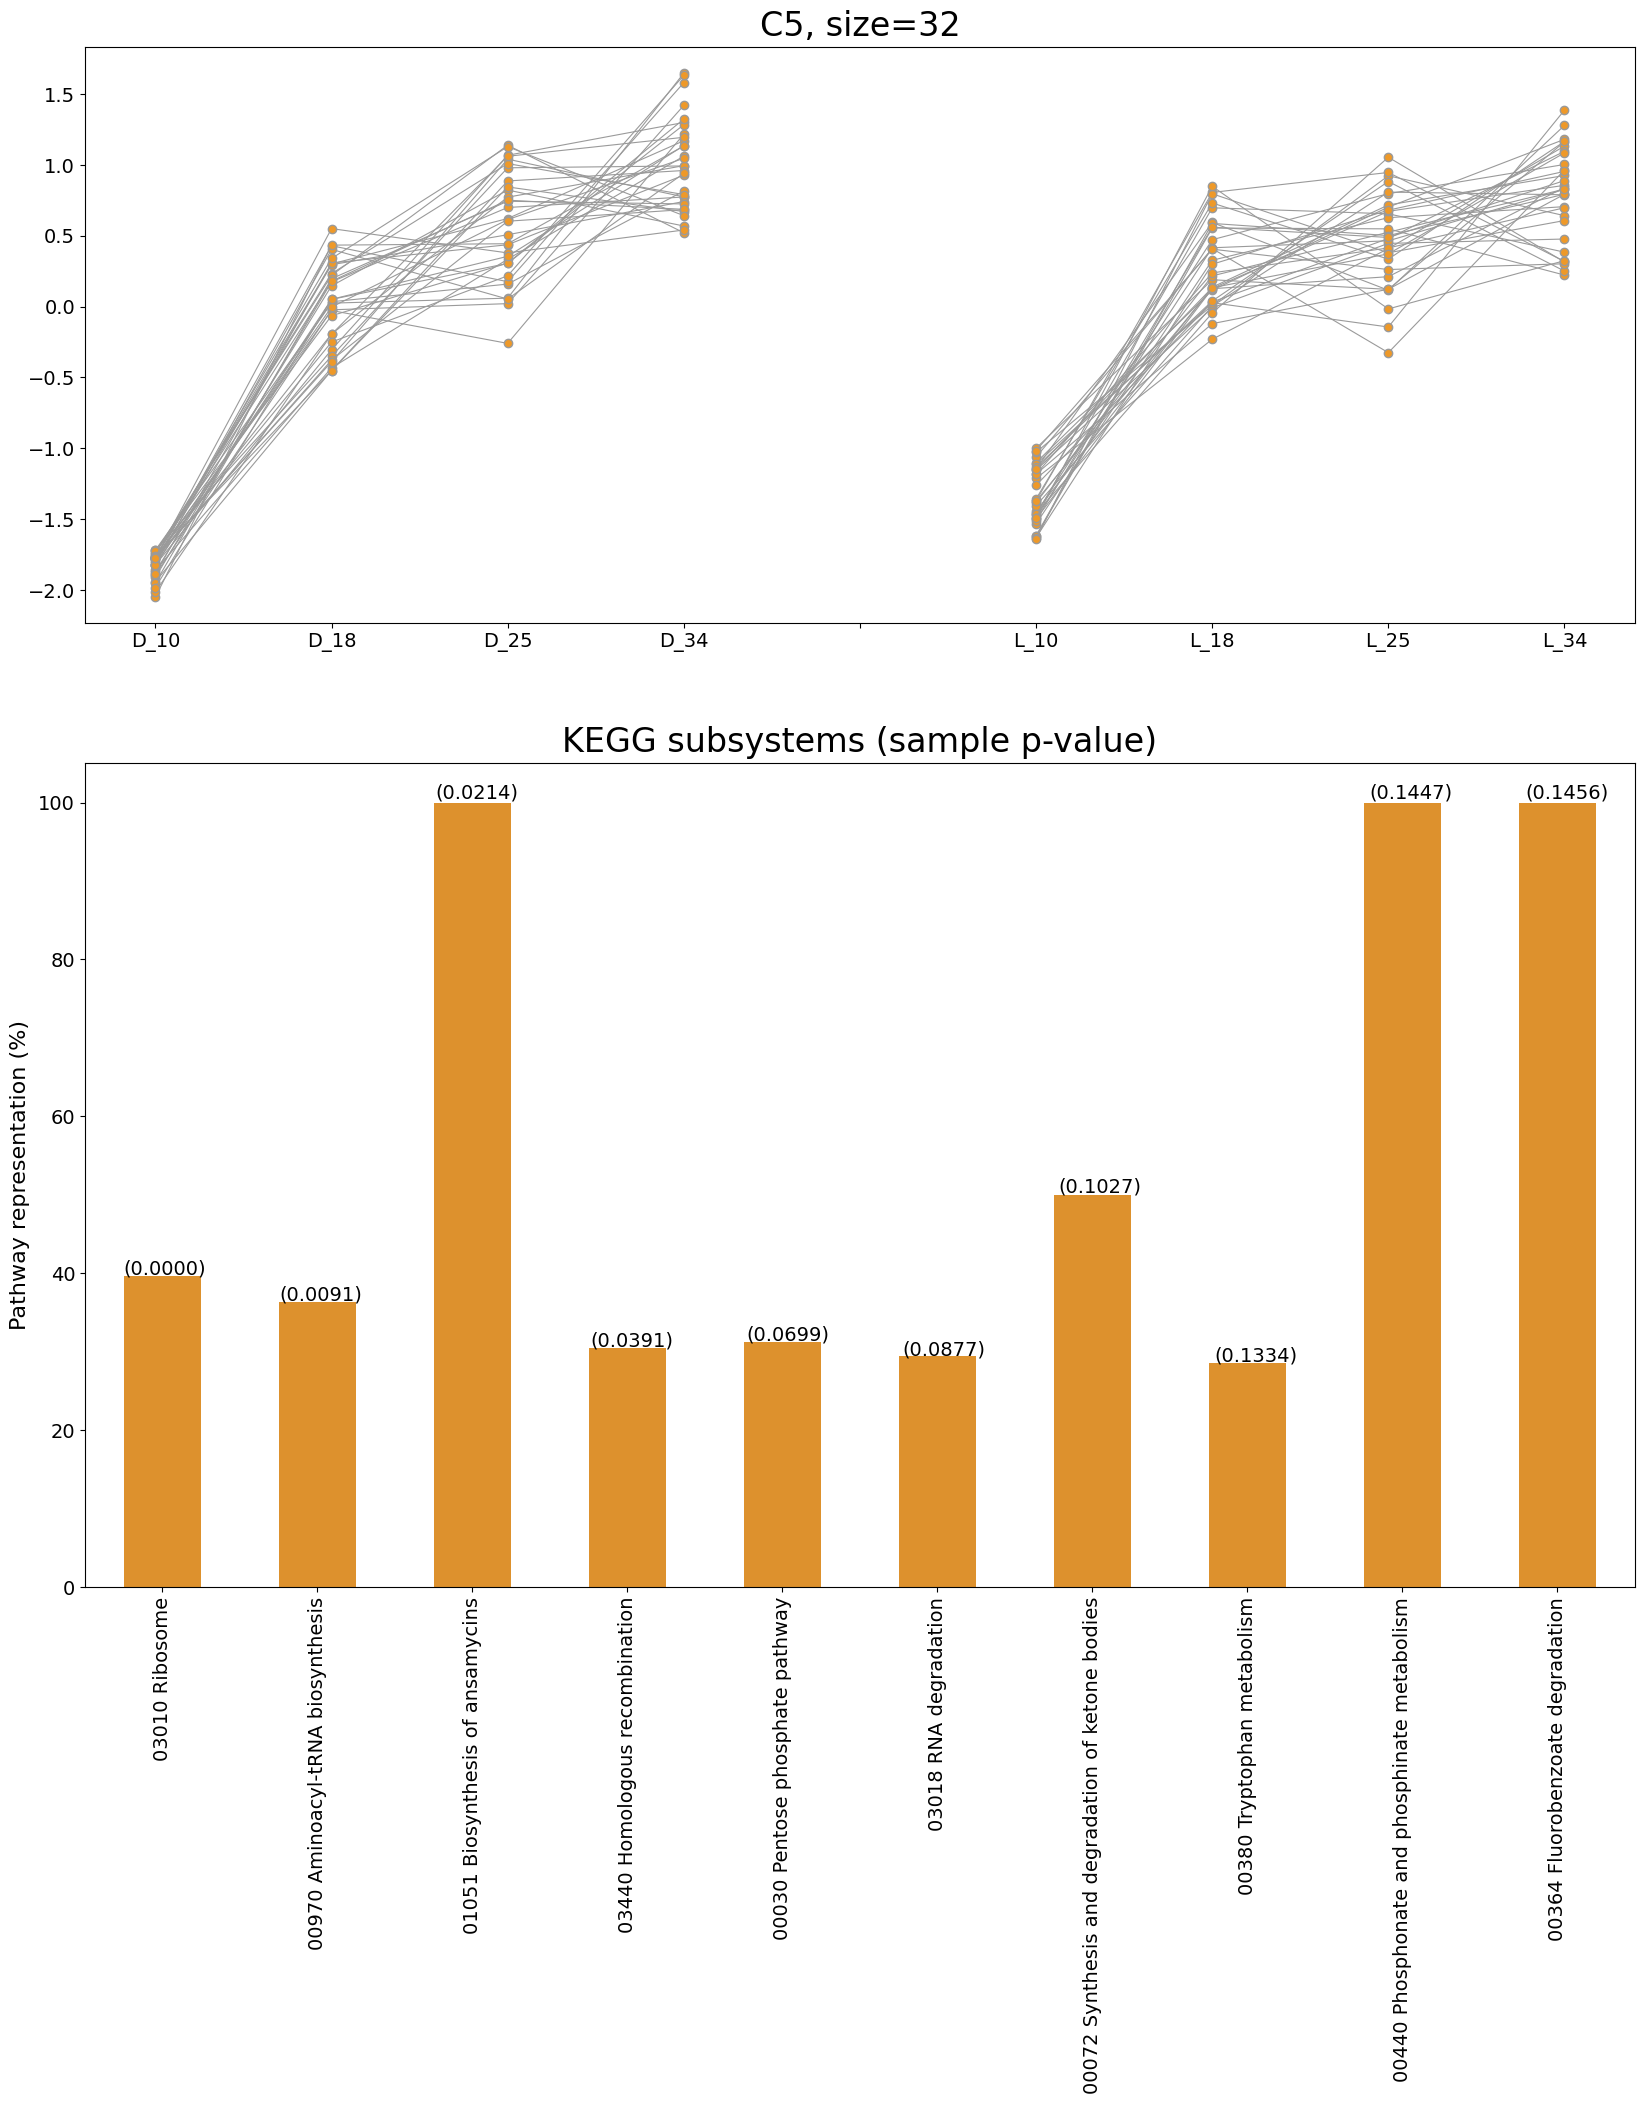 C5, size=32
1.5
1.0
0.5
0.0
−0.5
−1.0
−1.5
−2.0
D_10 D_18 D_25 D_34 L_10 L_18 L_25 L_34
KEGG subsystems (sample p-value)
Pathway representation (%)
100
80
60
40
20
0
(0.0000)
(0.0091)
(0.0214)
(0.0391)
(0.0699)
(0.0877)
(0.1027)
(0.1334)
(0.1447)
(0.1456)
03010 Ribosome
00970 Aminoacyl-tRNA biosynthesis
01051 Biosynthesis of ansamycins
03440 Homologous recombination
00030 Pentose phosphate pathway
03018 RNA degradation
00072 Synthesis and degradation of ketone bodies
00380 Tryptophan metabolism
00440 Phosphonate and phosphinate metabolism
00364 Fluorobenzoate degradation